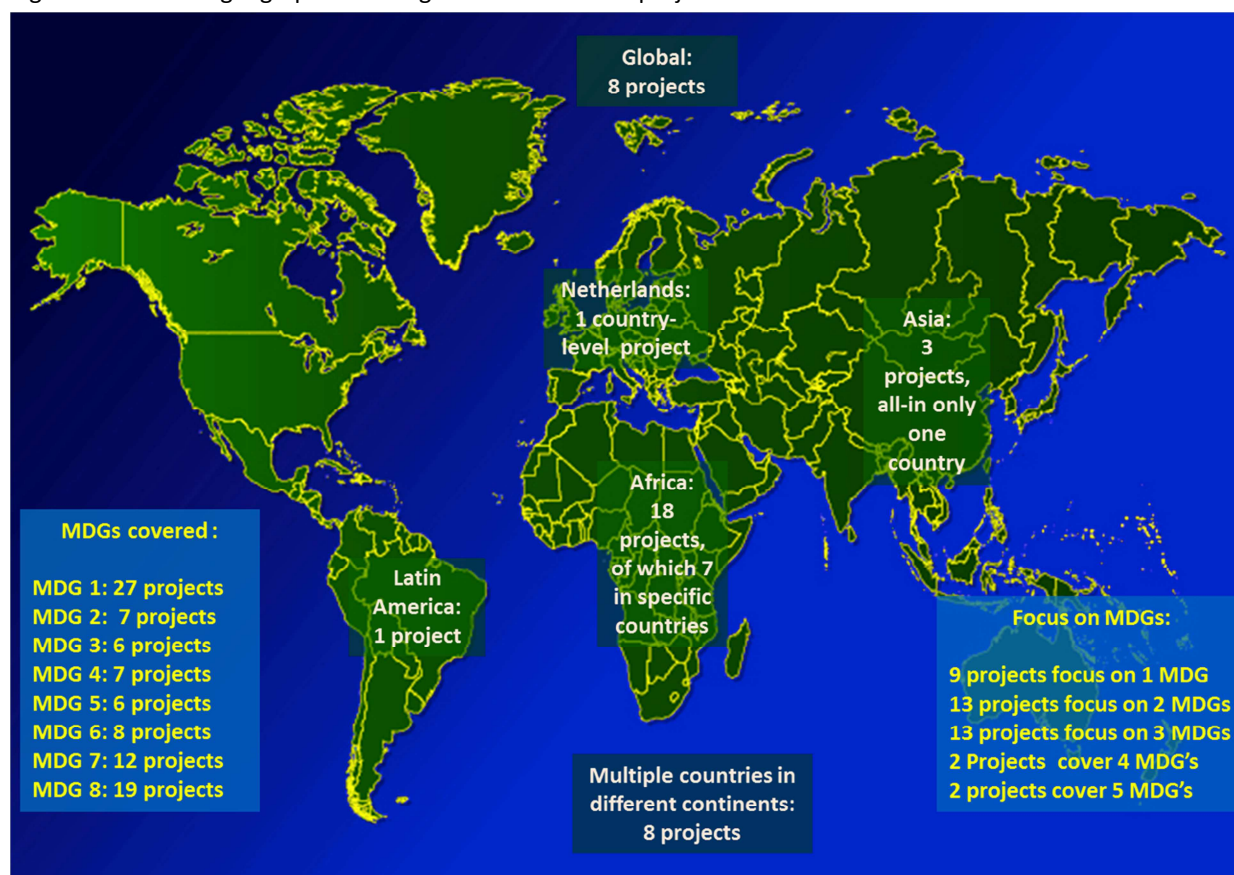 Global:
8 projects
Netherlands:
1 country-
level project
Asia:
3
projects,
all-in only
one
country
Africa:
18
projects,
of which 7
in specific
countries
Latin
America:
1 project
MDGs covered :
MDG 1: 27 projects
MDG 2: 7 projects
MDG 3: 6 projects
MDG 4: 7 projects
MDG 5: 6 projects
MDG 6: 8 projects
MDG 7: 12 projects
MDG 8: 19 projects
Focus on MDGs:
9 projects focus on 1 MDG
13 projects focus on 2 MDGs
13 projects focus on 3 MDGs
2 Projects cover 4 MDG’s
2 projects cover 5 MDG’s
Multiple countries in
different continents:
8 projects